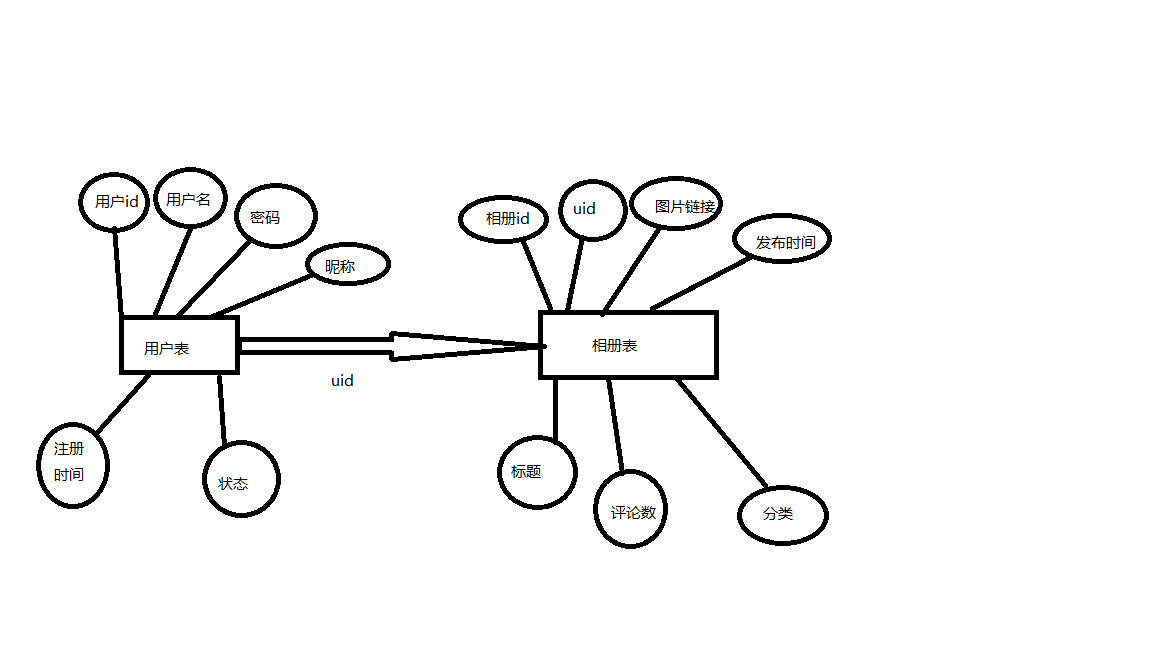 用户id
用户名
密码
昵称
用户表
uid
注册
时间
状态
相册id
uid
图片链接
发布时间
相册表
标题
评论数
分类